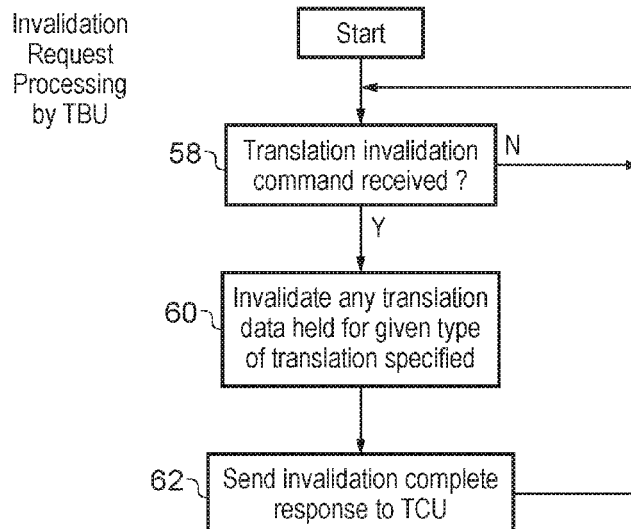 Invalidation
Request
Processing
by TBU
Start
58
Translation invalidation
command received ?
N
Y
60
Invalidate any translation
data held for given type
of translation specified
62
Send invalidation complete
response to TCU